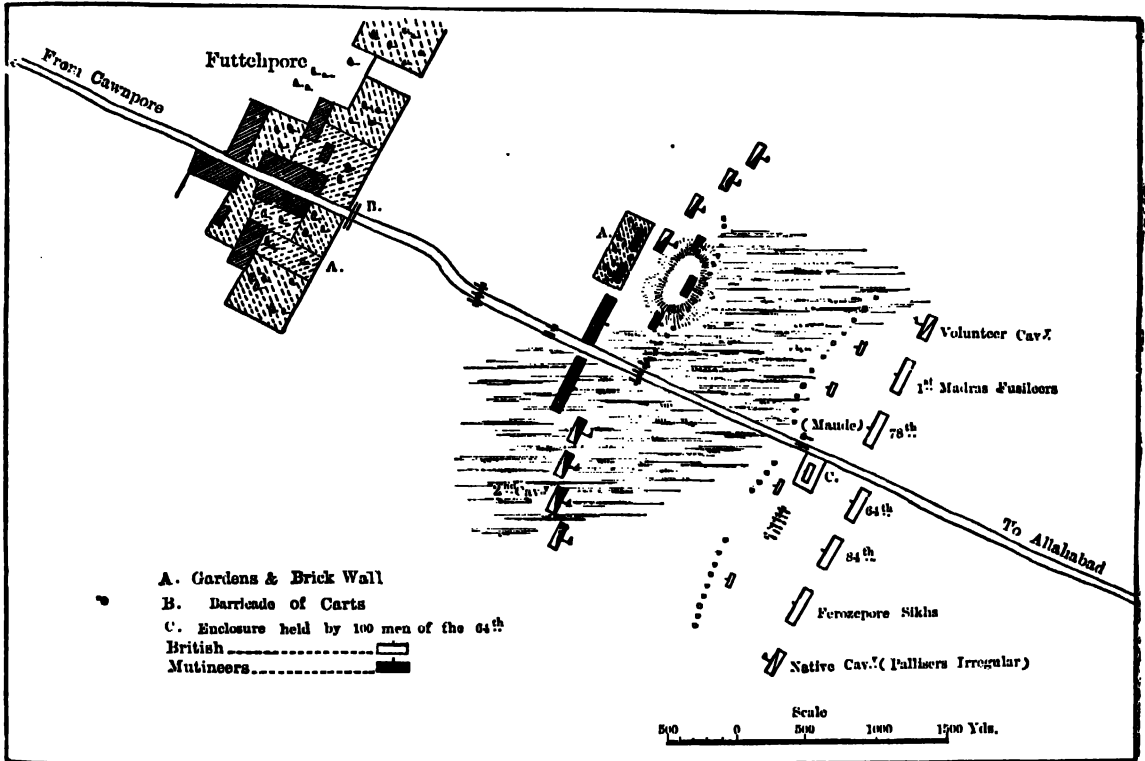 Futtehpore
From Cawnpore
B.
A.
A.
Volunteer Cav.y
1st Madras Fusileers
(Maude)
78th
C.
2nd Cav.y
64th
To Allahabad
84th
A. Gardens & Brick Wall
B. Barricade of Carts
Ferozepore Sikhs
C. Enclosure held by 100 men of the 64th
British
Mutineers
Native Cav.y (Pallisers Irregular)
Scale
500 0 500 1000 1500 Yds.